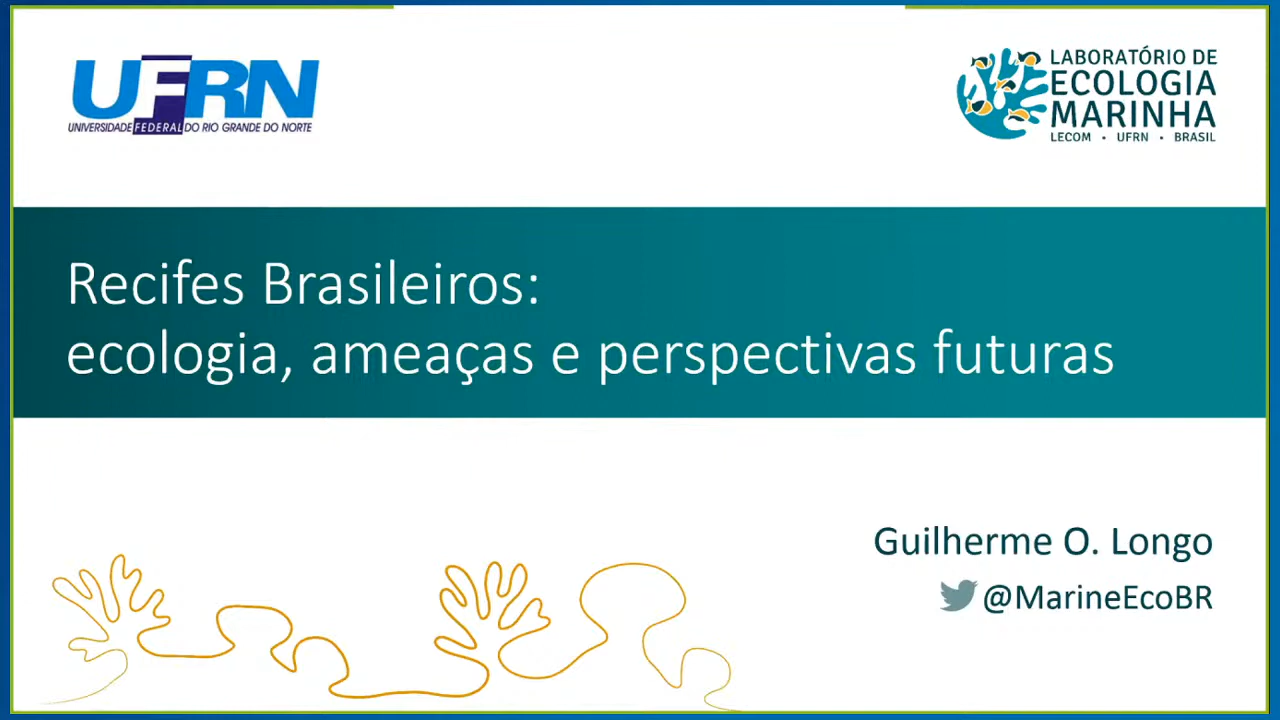 UFRN
UNIVERSIDADE FEDERAL DO RIO GRANDE DO NORTE
LABORATÓRIO DE
ECOLOGIA
MARINHA
LECOM • UFRN • BRASIL
Recifes Brasileiros:
ecologia, ameaças e perspectivas futuras
Guilherme O. Longo
@MarineEcoBR